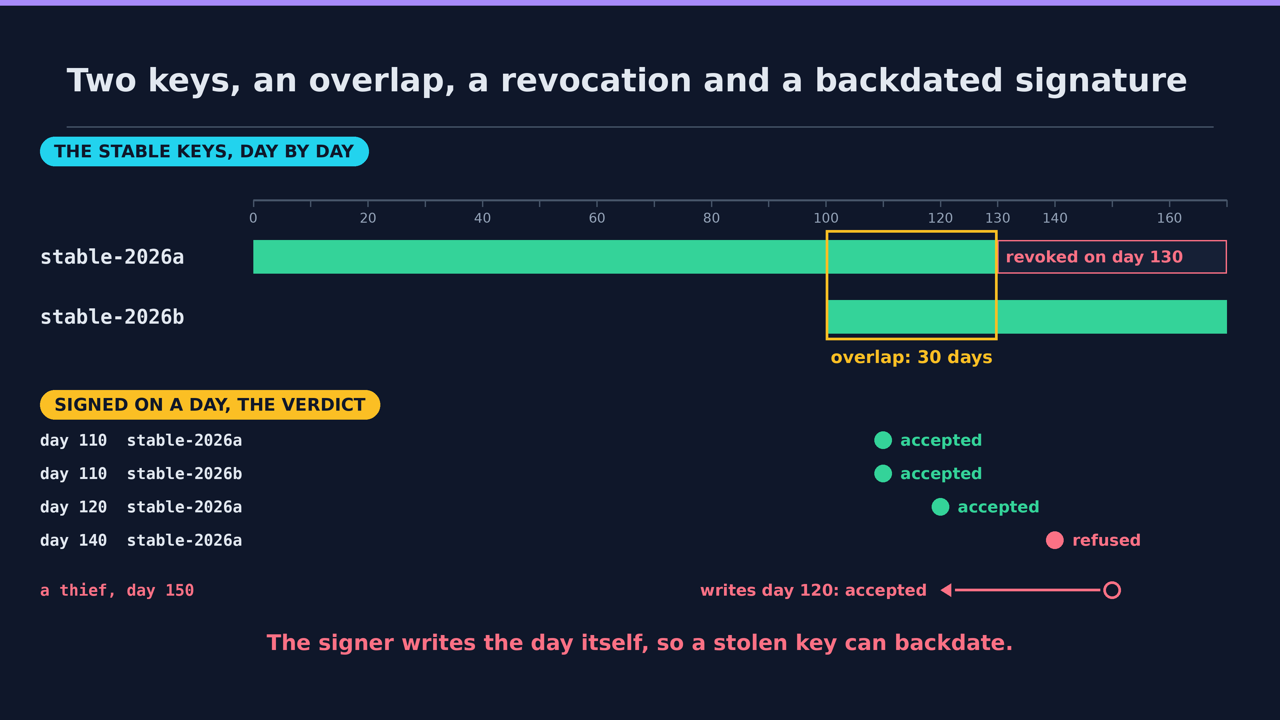 Two keys, an overlap, a revocation and a backdated signature
THE STABLE KEYS, DAY BY DAY
0 20 40 60 80 100 120 130 140 160
stable-2026a revoked on day 130
stable-2026b
overlap: 30 days
SIGNED ON A DAY, THE VERDICT
day 110 stable-2026a accepted
day 110 stable-2026b accepted
day 120 stable-2026a accepted
day 140 stable-2026a refused
a thief, day 150 writes day 120: accepted
The signer writes the day itself, so a stolen key can backdate.